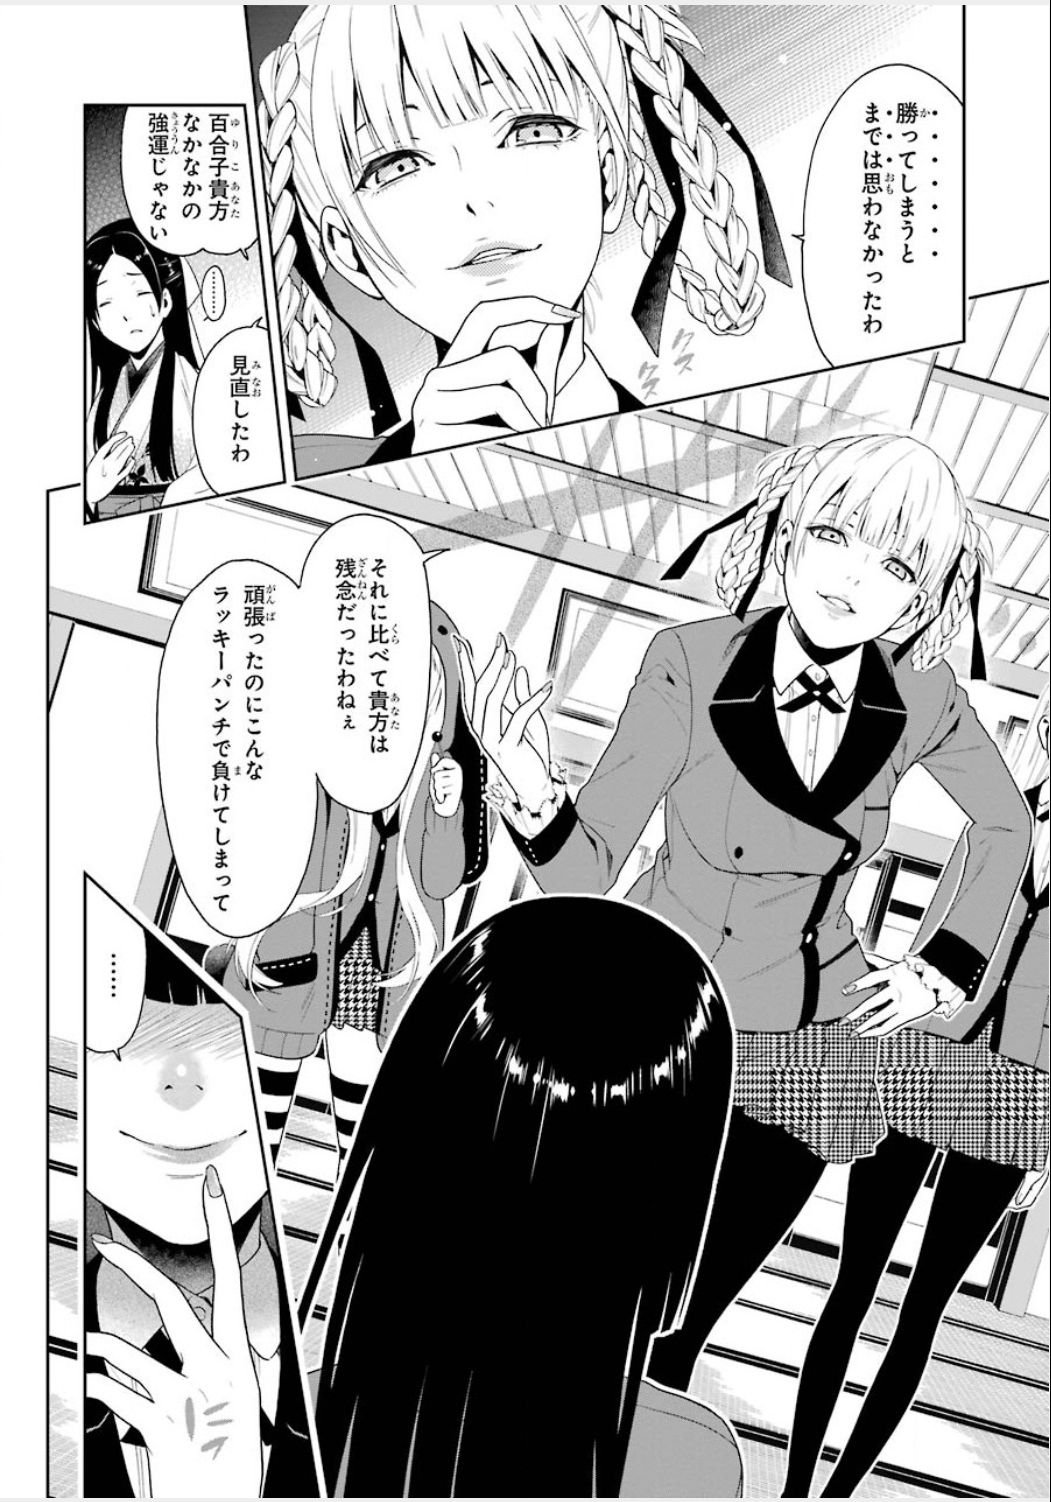 勝ってしまうと
までは思わなかったわ
クス
クス
百合子貴方
なかなかの
強運じゃない
………
見直したわ
それに比べて貴方は
残念だったわねぇ
頑張ったのにこんな
ラッキーパンチで負けてしまって
……